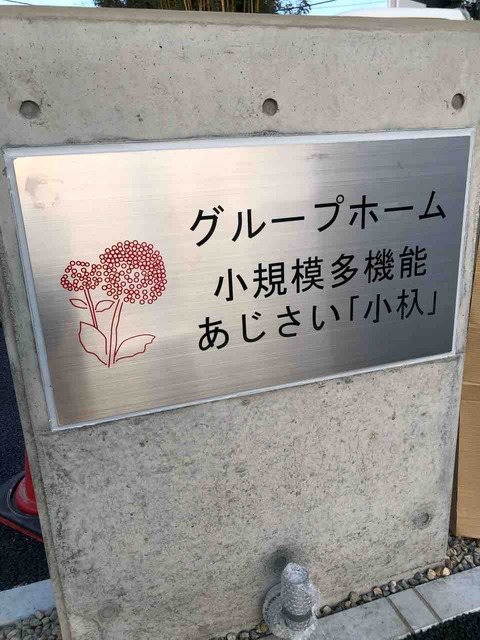 グループホーム
小規模多機能
あじさい「小杁」